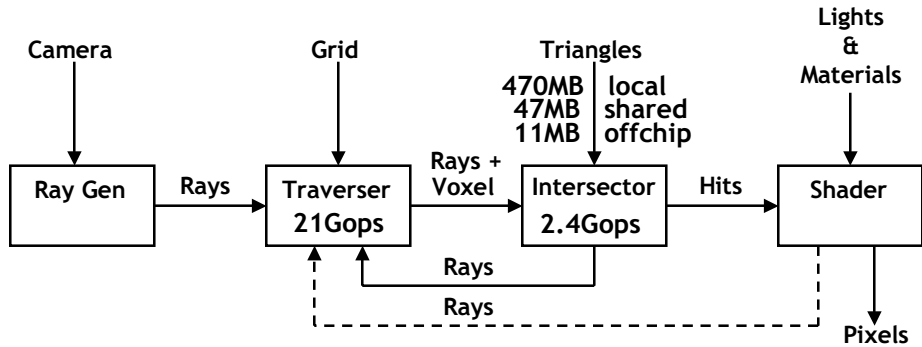 Lights
&
Materials
Camera
Grid
Triangles
470MB local
47MB shared
11MB offchip
Ray Gen
Rays
Traverser
21Gops
Rays +
Voxel
Intersector
2.4Gops
Hits
Shader
Rays
Rays
Pixels